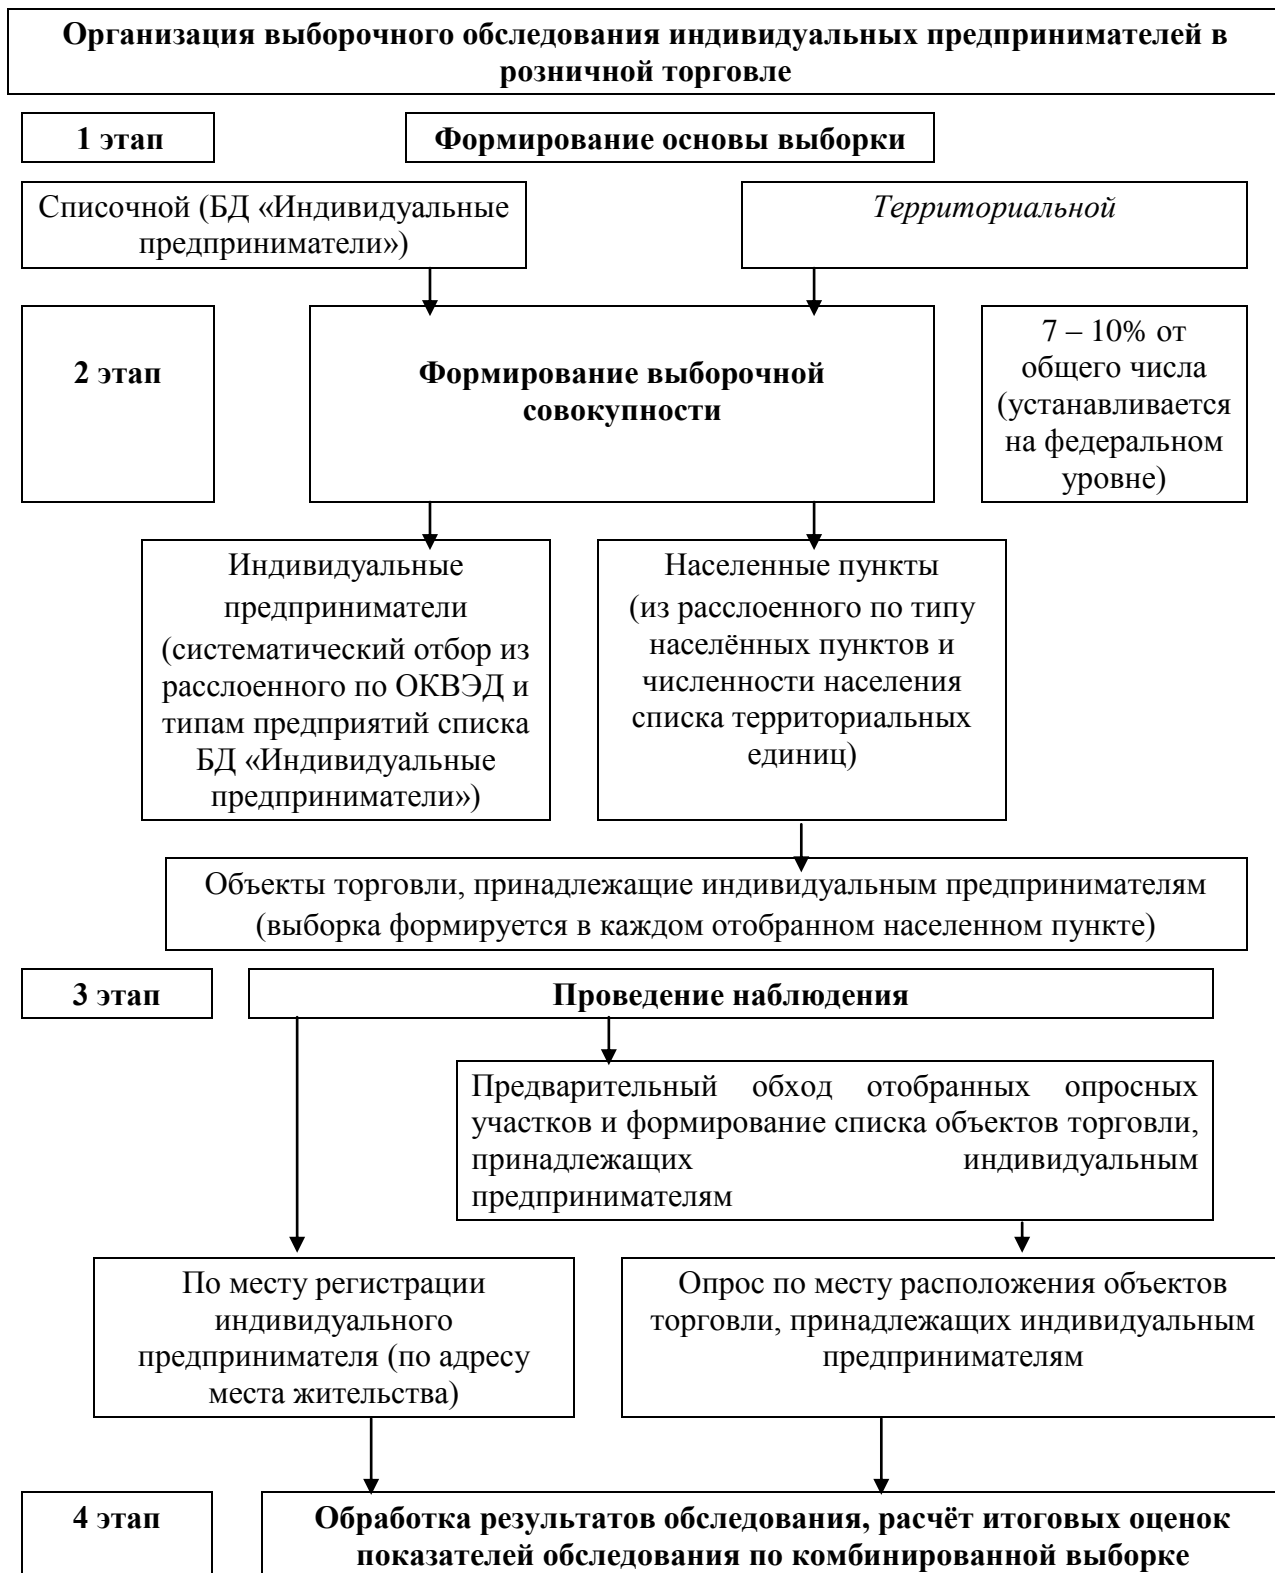 Организация выборочного обследования индивидуальных предпринимателей в
розничной торговле
1 этап
Формирование основы выборки
Списочной (БД «Индивидуальные
предприниматели»)
Территориальной
2 этап
Формирование выборочной
совокупности
7 – 10% от
общего числа
(устанавливается
на федеральном
уровне)
Индивидуальные
предприниматели
(систематический отбор из
расслоенного по ОКВЭД и
типам предприятий списка
БД «Индивидуальные
предприниматели»)
Населенные пункты
(из расслоенного по типу
населённых пунктов и
численности населения
списка территориальных
единиц)
Объекты торговли, принадлежащие индивидуальным предпринимателям
(выборка формируется в каждом отобранном населенном пункте)
3 этап
Проведение наблюдения
Предварительный обход отобранных опросных
участков и формирование списка объектов торговли,
принадлежащих индивидуальным
предпринимателям
По месту регистрации
индивидуального
предпринимателя (по адресу
места жительства)
Опрос по месту расположения объектов
торговли, принадлежащих индивидуальным
предпринимателям
4 этап
Обработка результатов обследования, расчёт итоговых оценок
показателей обследования по комбинированной выборке